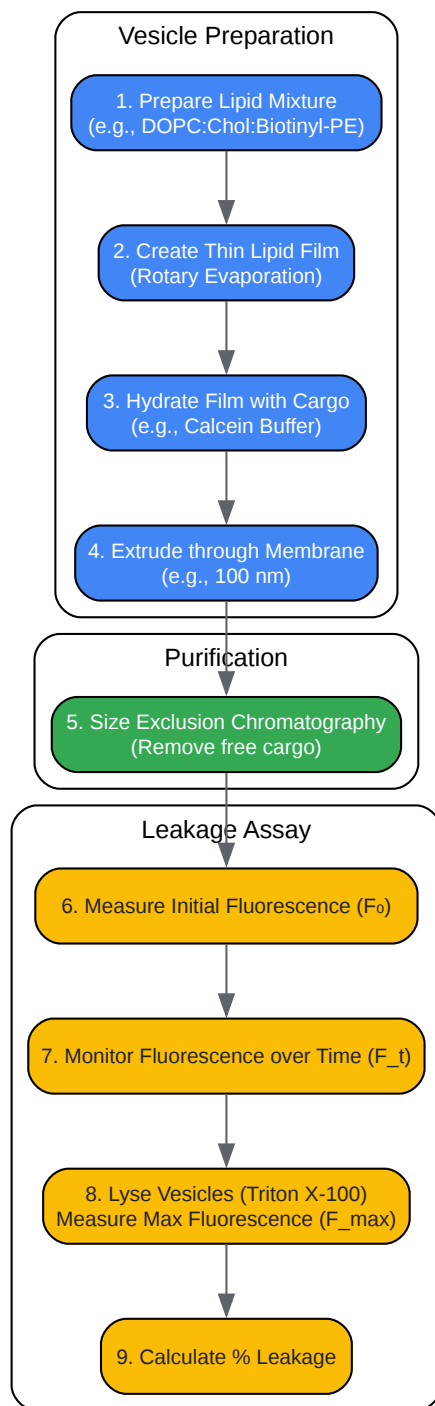 Vesicle Preparation
1. Prepare Lipid Mixture
(e.g., DOPC:Chol:Biotinyl-PE)
2. Create Thin Lipid Film
(Rotary Evaporation)
3. Hydrate Film with Cargo
(e.g., Calcein Buffer)
4. Extrude through Membrane
(e.g., 100 nm)
Purification
5. Size Exclusion Chromatography
(Remove free cargo)
Leakage Assay
6. Measure Initial Fluorescence (F₀)
7. Monitor Fluorescence over Time (F_t)
8. Lyse Vesicles (Triton X-100)
Measure Max Fluorescence (F_max)
9. Calculate % Leakage